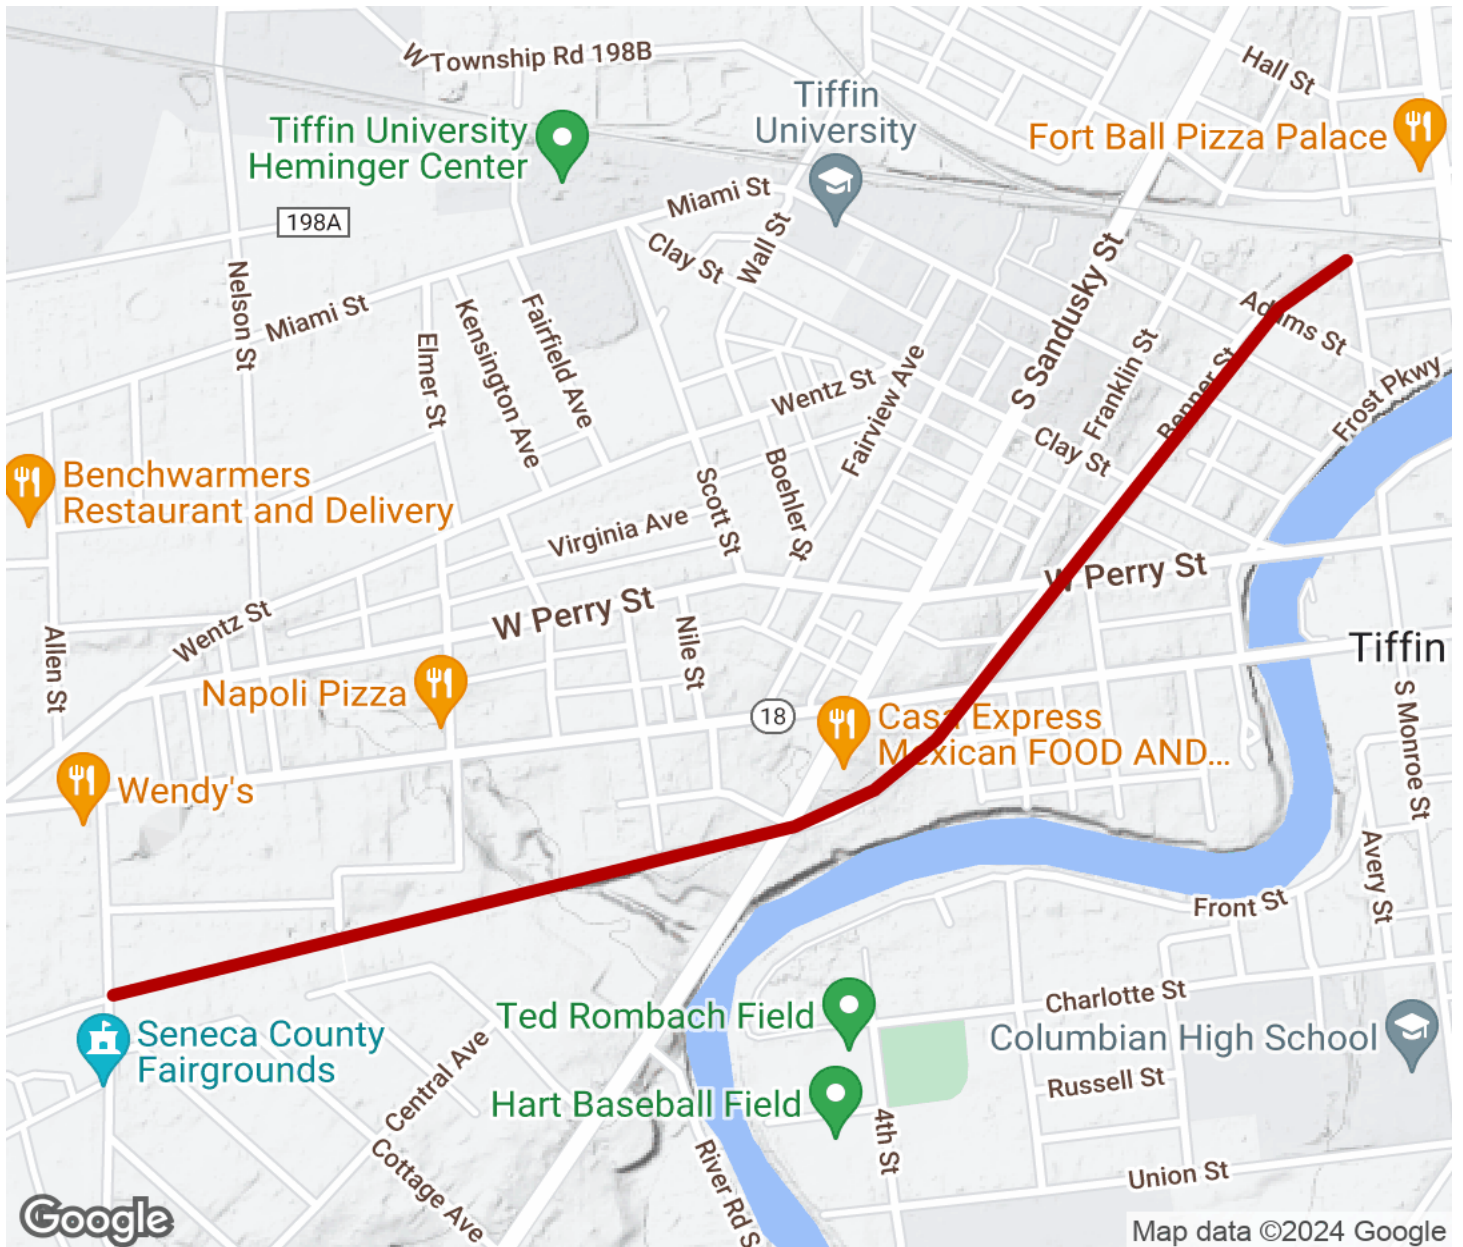 W Township Rd 198B
Hall St
Tiffin
University
Tiffin University
Heminger Center
Fort Ball Pizza Palace
Miami St
198A
Clay St
Wall St
S Sandusky St
Nelson St
Miami St
Kensington Ave
Fairfield Ave
Elmer St
Adams St
Franklin St
Benner St
Frost Pkwy
Wentz St
Fairview Ave
Clay St
Benchwarmers
Restaurant and Delivery
Scott St
Boehler St
Virginia Ave
W Perry St
W Perry St
Wentz St
Allen St
Nile St
Tiffin
Napoli Pizza
18
Casa Express
Mexican FOOD AND...
S Monroe St
Wendy's
Avery St
Front St
Charlotte St
Ted Rombach Field
Columbian High School
Seneca County
Fairgrounds
Central Ave
Russell St
Hart Baseball Field
4th St
Cottage Ave
River Rd S
Union St
Google
Map data ©2024 Google